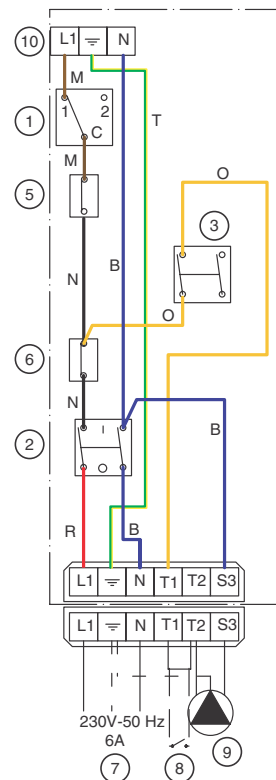 10 L1 N
M
1 1 2
C
T
M
5
O
3
N B
O
6
N
2 I
O
B
R
B
L1 N T1 T2 S3
L1 N T1 T2 S3
230V-50 Hz
6A
7 8 9